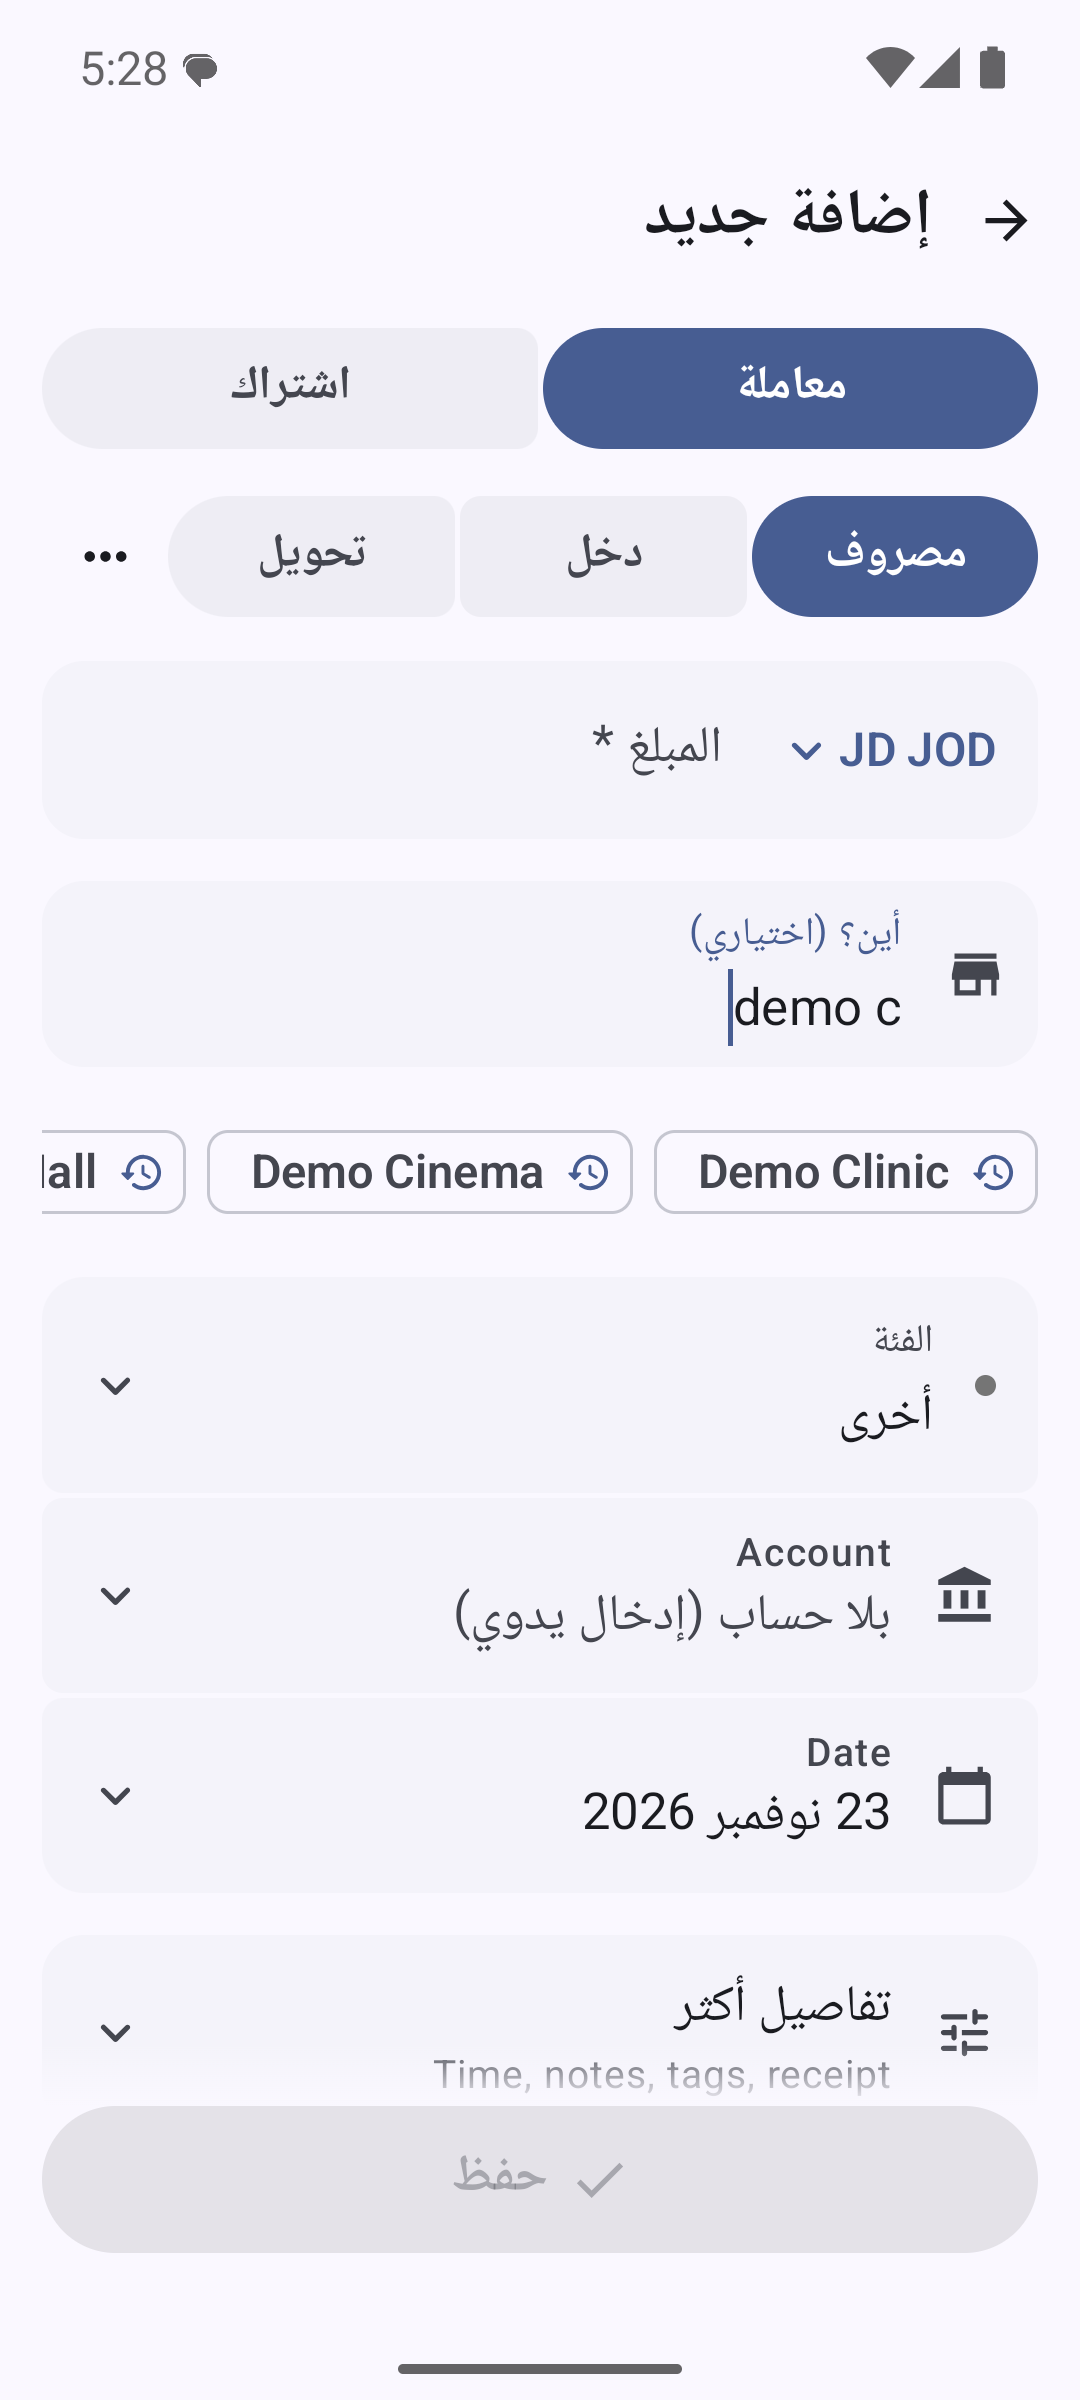 5:28
إضافة جديد
معاملة
اشتراك
مصروف
دخل
تحويل
JD JOD
المبلغ *
أين؟ (اختياري)
demo c
Demo Clinic
Demo Cinema
all
الفئة
أخرى
Account
بلا حساب (إدخال يدوي)
Date
23 نوفمبر 2026
تفاصيل أكثر
Time, notes, tags, receipt
حفظ